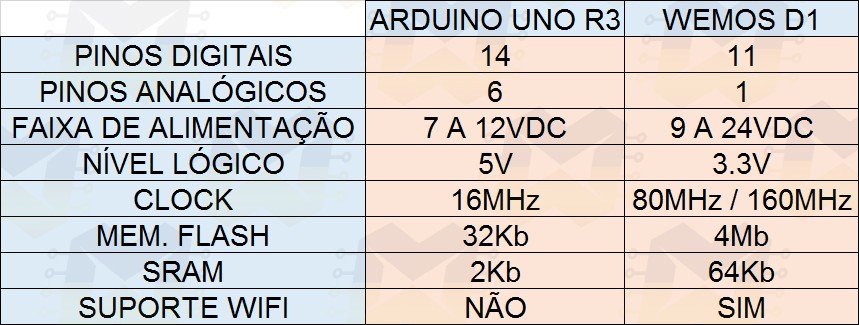 ARDUINO UNO R3 WEMOS D1
PINOS DIGITAIS 14 11
PINOS ANALÓGICOS 6 1
FAIXA DE ALIMENTAÇÃO 7 A 12VDC 9 A 24VDC
NÍVEL LÓGICO 5V 3.3V
CLOCK 16MHz 80MHz / 160MHz
MEM. FLASH 32Kb 4Mb
SRAM 2Kb 64Kb
SUPORTE WIFI NÃO SIM